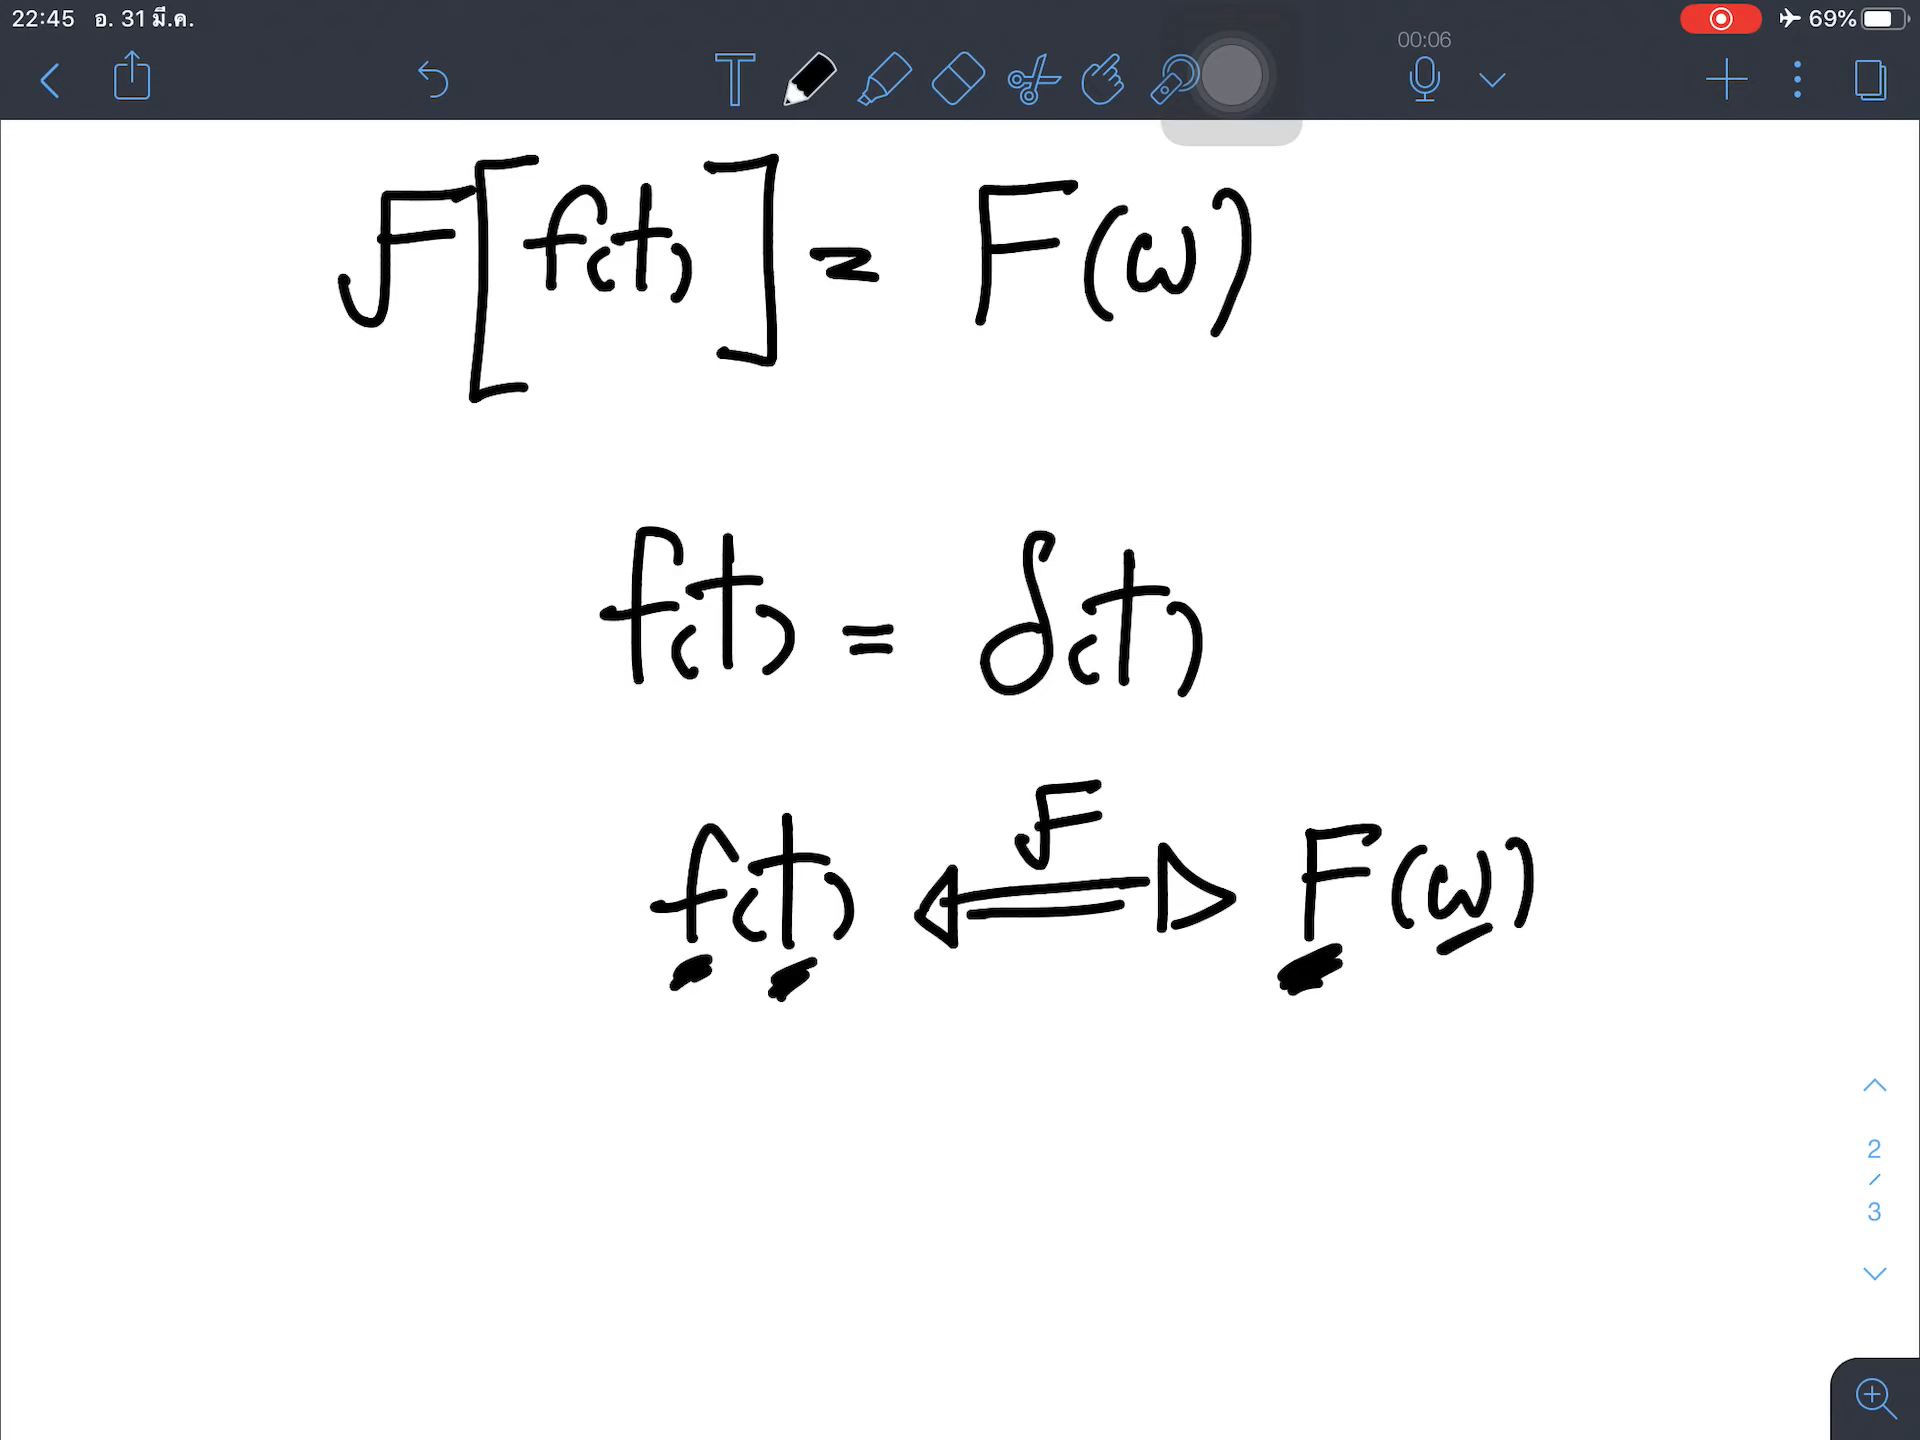 22:45 อ. 31 มี.ค. 69%
00:06
T
ℱ[f(t)] = F(ω)
f(t) = δ(t)
ℱ
f(t) ⟺ F(ω)
2
/
3